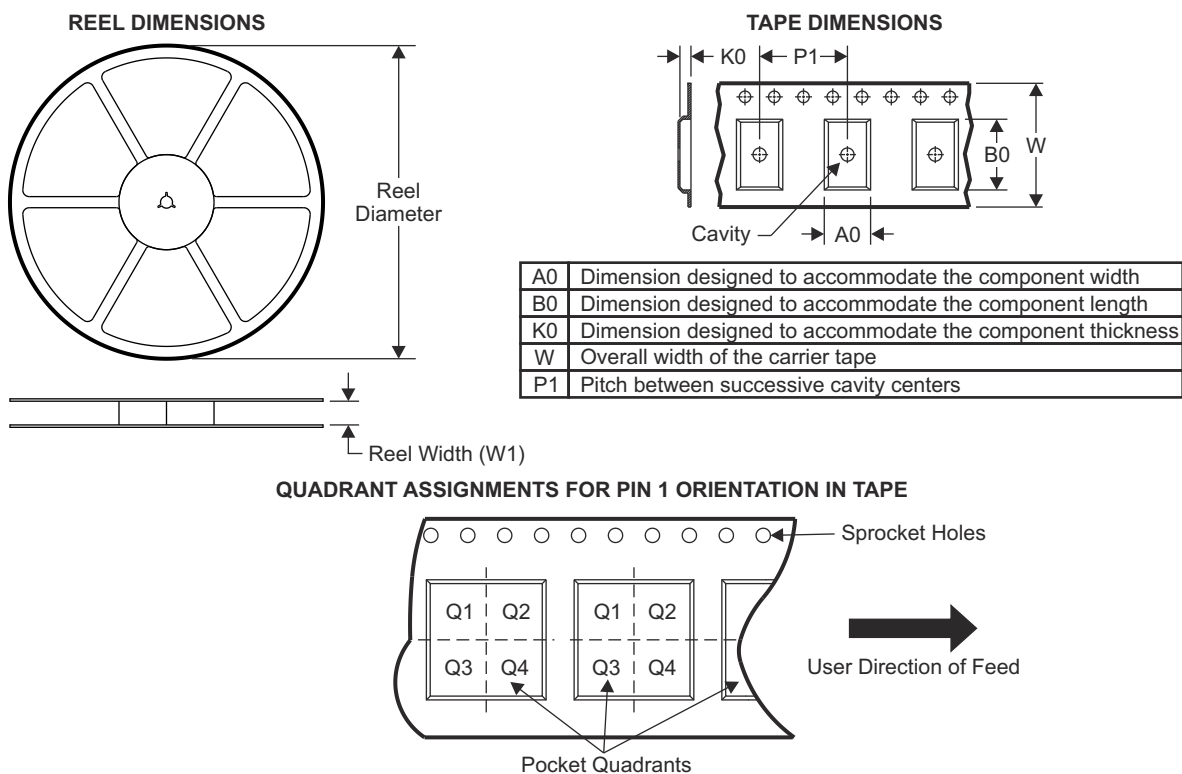 REEL DIMENSIONS
Reel
Diameter
Reel Width (W1)
TAPE DIMENSIONS
K0
P1
B0
W
Cavity
A0
A0 Dimension designed to accommodate the component width
B0 Dimension designed to accommodate the component length
K0 Dimension designed to accommodate the component thickness
W Overall width of the carrier tape
P1 Pitch between successive cavity centers
QUADRANT ASSIGNMENTS FOR PIN 1 ORIENTATION IN TAPE
Sprocket Holes
Q1 Q2 Q1 Q2
Q3 Q4 Q3 Q4
User Direction of Feed
Pocket Quadrants